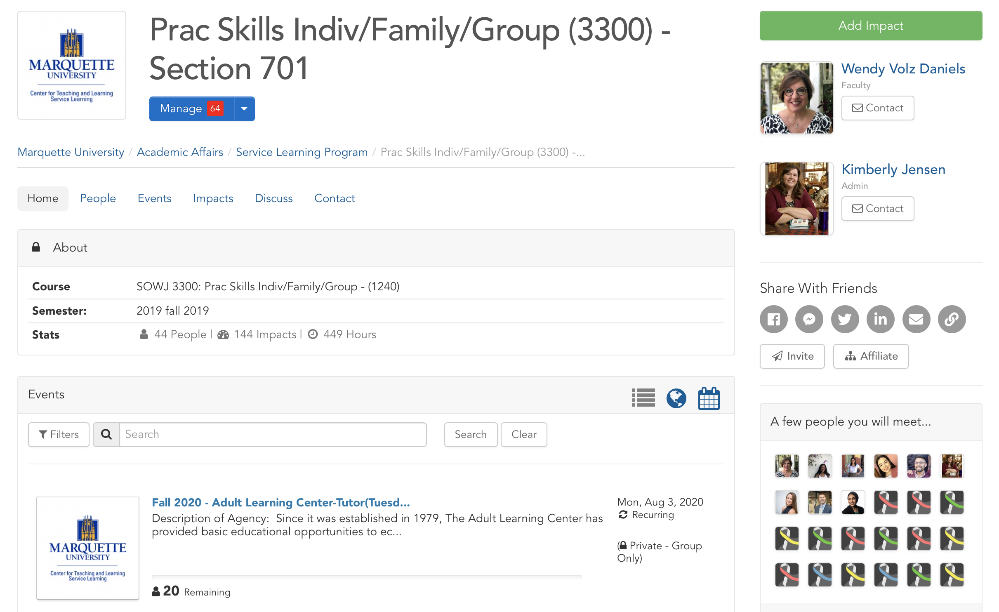 MARQUETTE
UNIVERSITY
Center for Teaching and Learning
Service Learning
Prac Skills Indiv/Family/Group (3300) -
Section 701
Manage 64
Marquette University / Academic Affairs / Service Learning Program / Prac Skills Indiv/Family/Group (3300) -...
Home People Events Impacts Discuss Contact
About
Course SOWJ 3300: Prac Skills Indiv/Family/Group - (1240)
Semester: 2019 fall 2019
Stats 44 People | 144 Impacts | 449 Hours
Events
Filters Search Search Clear
MARQUETTE
UNIVERSITY
Center for Teaching and Learning
Service Learning
Fall 2020 - Adult Learning Center-Tutor(Tuesd...
Description of Agency:  Since it was established in 1979, The Adult Learning Center has
provided basic educational opportunities to ec...
20 Remaining
Mon, Aug 3, 2020
Recurring
(Private - Group
Only)
Add Impact
Wendy Volz Daniels
Faculty
Contact
Kimberly Jensen
Admin
Contact
Share With Friends
Invite Affiliate
A few people you will meet...